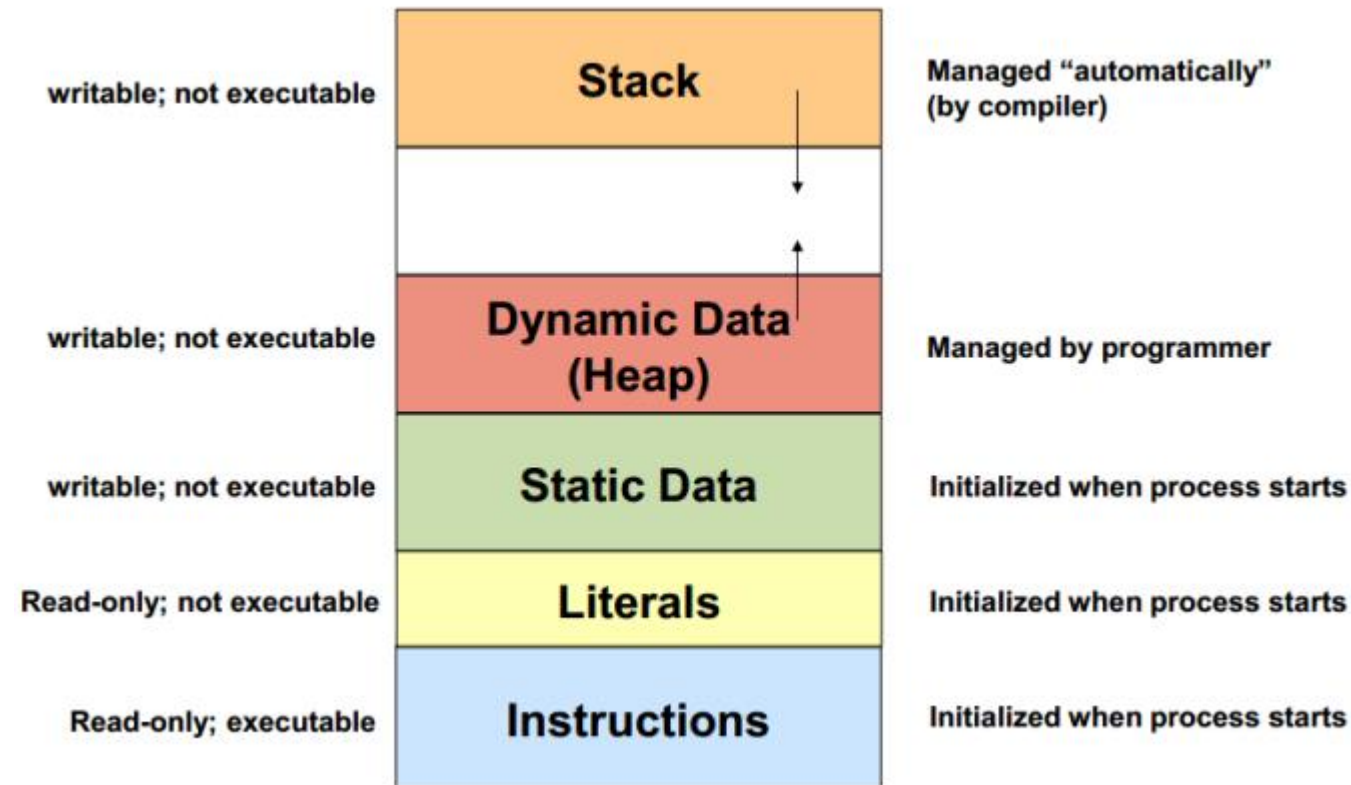 writable; not executable
Stack
Managed “automatically”
(by compiler)
writable; not executable
Dynamic Data
(Heap)
Managed by programmer
writable; not executable
Static Data
Initialized when process starts
Read-only; not executable
Literals
Initialized when process starts
Read-only; executable
Instructions
Initialized when process starts